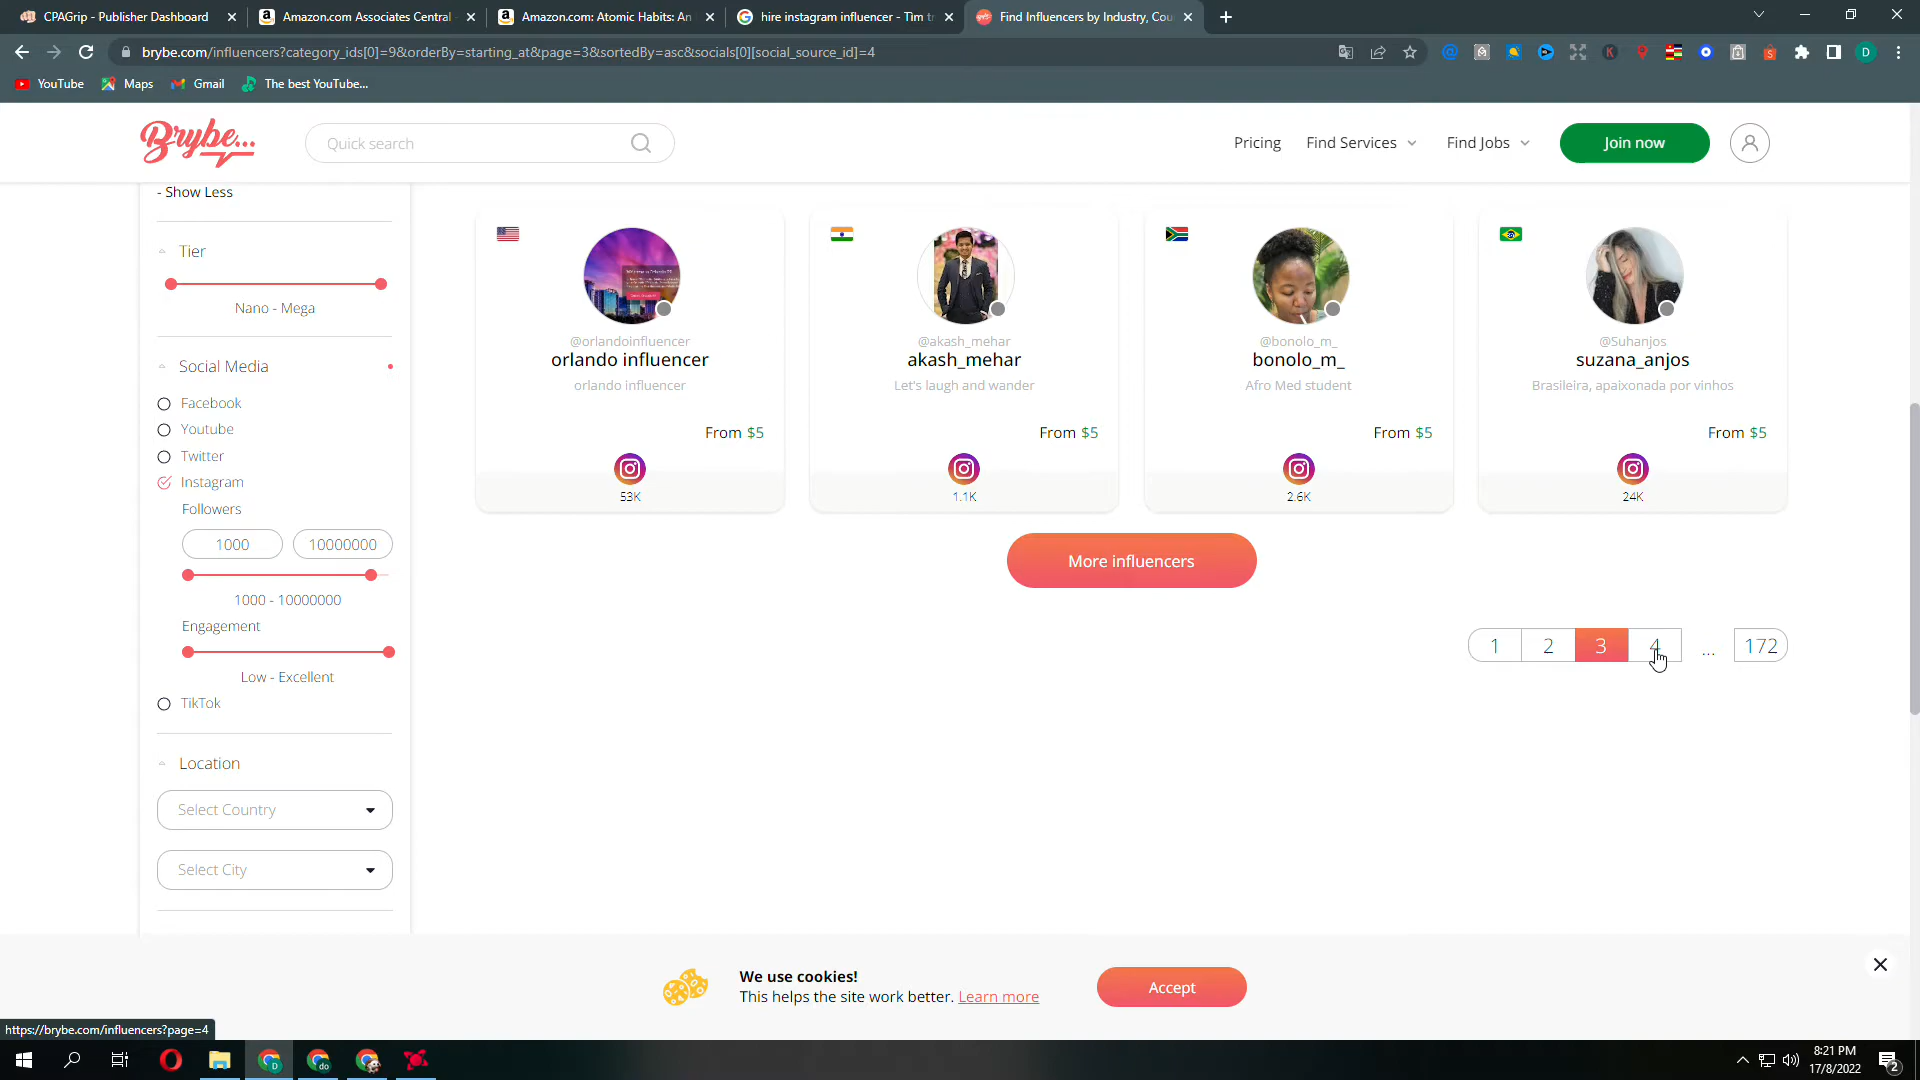 CPAGrip - Publisher Dashboard
Amazon.com Associates Central
Amazon.com: Atomic Habits: An
hire instagram influencer - Tim t
Find Influencers by Industry, Cou
brybe.com/influencers?category_ids[0]=9&orderBy=starting_at&page=3&sortedBy=asc&socials[0][social_source_id]=4
YouTube
Maps
Gmail
The best YouTube...
Brybe...
Quick search
Pricing
Find Services
Find Jobs
Join now
- Show Less
Tier
Nano - Mega
Social Media
Facebook
Youtube
Twitter
Instagram
Followers
1000
10000000
1000 - 10000000
Engagement
Low - Excellent
TikTok
Location
Select Country
Select City
@orlandoinfluencer
orlando influencer
orlando influencer
From $5
53K
@akash_mehar
akash_mehar
Let's laugh and wander
From $5
1.1K
@bonolo_m_
bonolo_m_
Afro Med student
From $5
2.6K
@Suhanjos
suzana_anjos
Brasileira, apaixonada por vinhos
From $5
24K
More influencers
1 2 3 4 ... 172
We use cookies!
This helps the site work better. Learn more
Accept
https://brybe.com/influencers?page=4
8:21 PM
17/8/2022
2